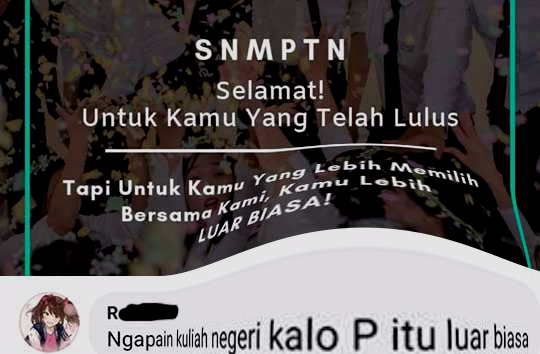 SNMPTN
Selamat!
Untuk Kamu Yang Telah Lulus
Tapi Untuk Kamu Yang Lebih Memilih
Bersama Kami, Kamu Lebih
LUAR BIASA!
R
Ngapain kuliah negeri kalo P itu luar biasa